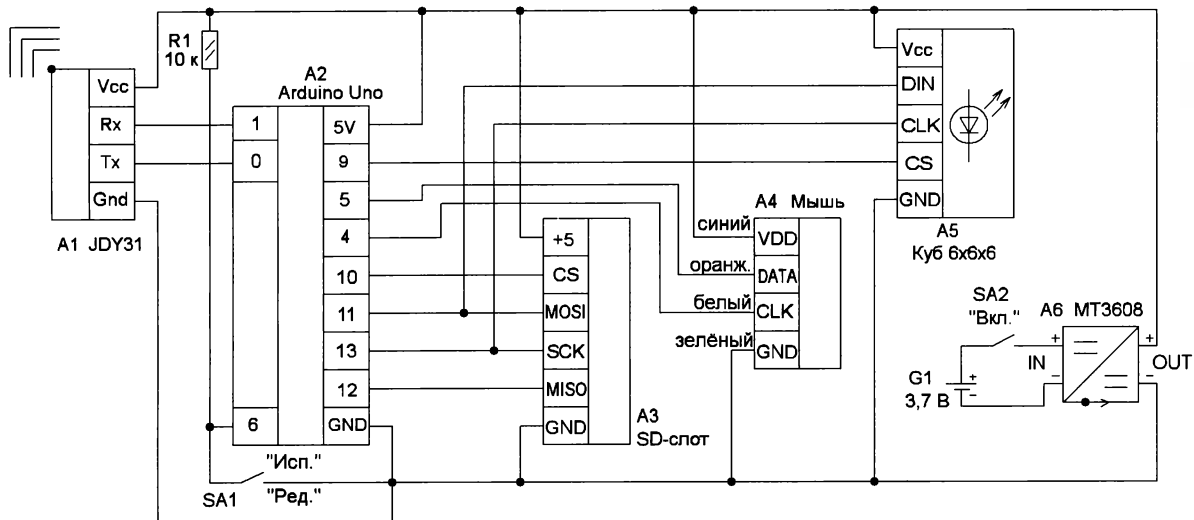 R1
10 к
Vcc
Rx
Tx
Gnd
A1 JDY31
A2
Arduino Uno
1
0
6
5V
9
5
4
10
11
13
12
GND
"Исп."
SA1
"Ред."
+5
CS
MOSI
SCK
MISO
GND
A3
SD-слот
A4 Мышь
синий
VDD
оранж.
DATA
белый
CLK
зелёный
GND
Vcc
DIN
CLK
CS
GND
A5
Куб 6x6x6
SA2
"Вкл."
A6 MT3608
G1
3,7 В
+
−
+
IN
−
+
OUT
−